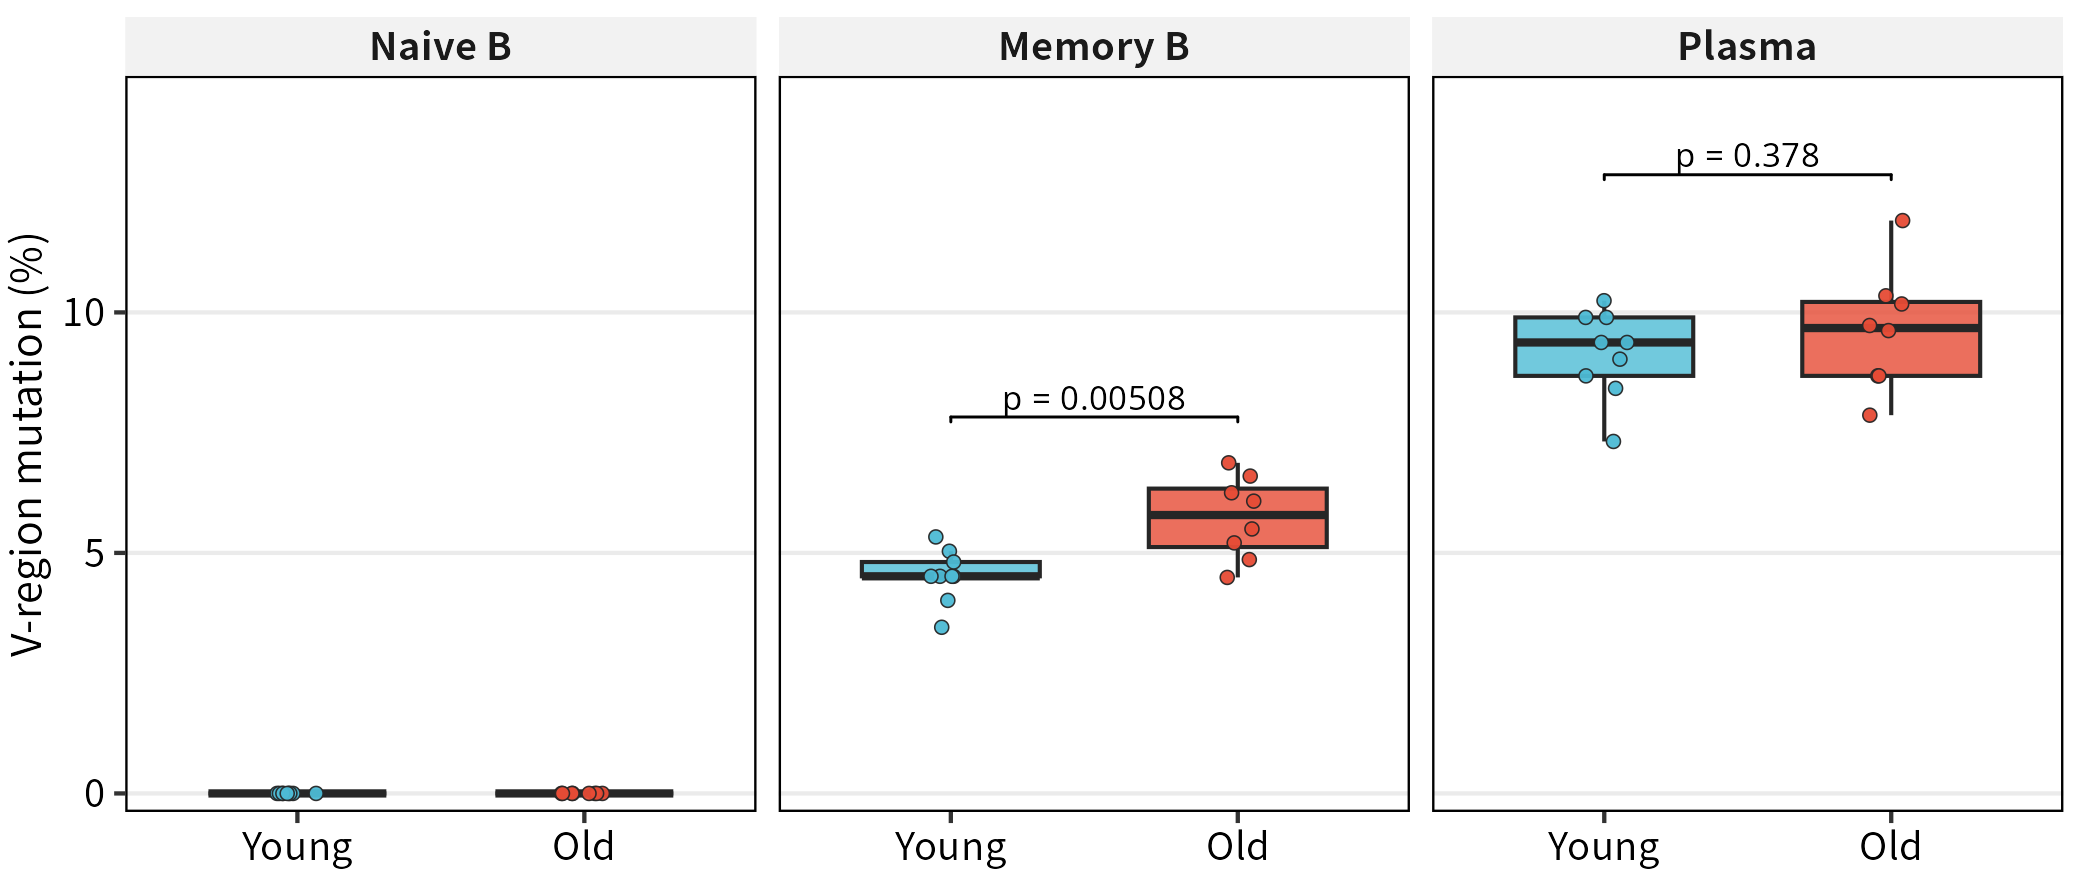 Naive B
Memory B
Plasma
V-region mutation (%)
10
5
0
p = 0.00508
p = 0.378
Young
Old
Young
Old
Young
Old